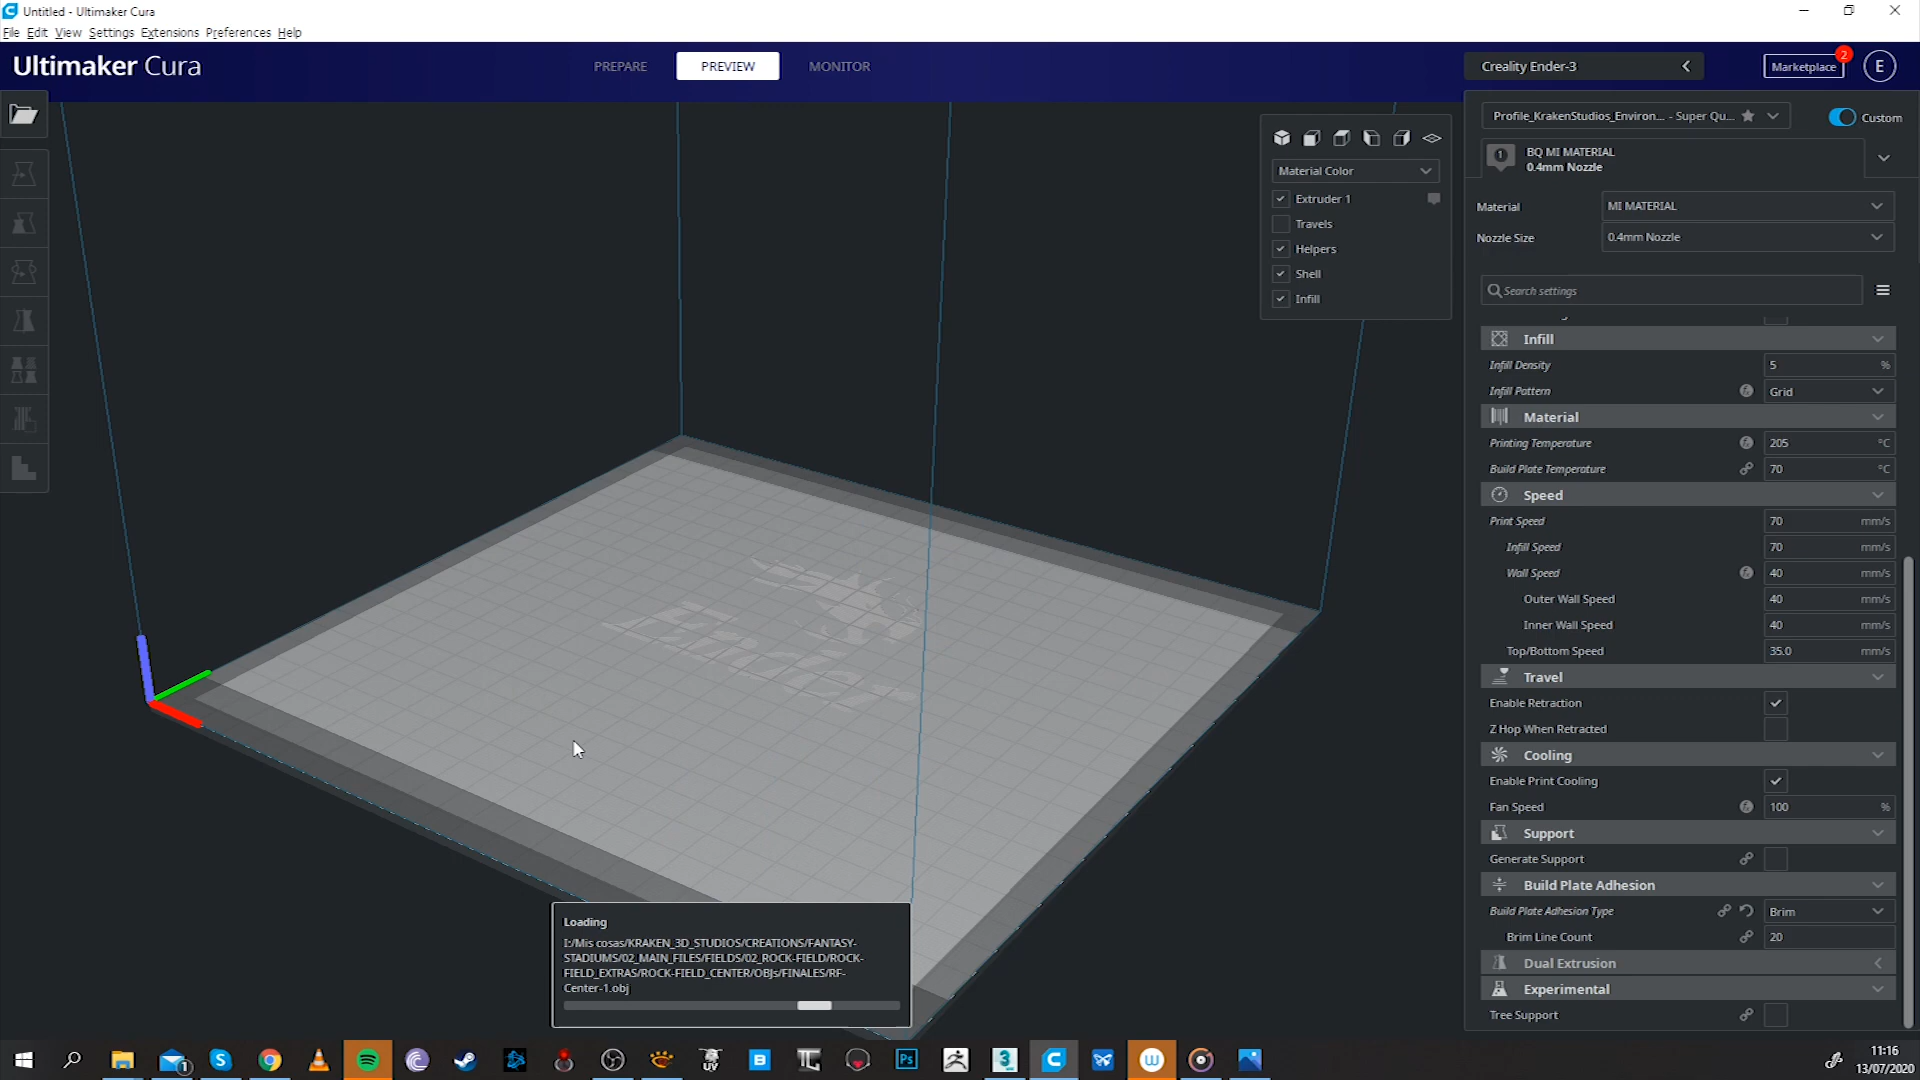 Untitled - Ultimaker Cura
File Edit View Settings Extensions Preferences Help
Ultimaker Cura
PREPARE
PREVIEW
MONITOR
Creality Ender-3
Marketplace
2
E
Profile_KrakenStudios_Environ... - Super Qu...
Custom
1
BQ MI MATERIAL
0.4mm Nozzle
Material Color
Extruder 1
Travels
Helpers
Shell
Infill
Material
MI MATERIAL
Nozzle Size
0.4mm Nozzle
Search settings
Infill
Infill Density 5 %
Infill Pattern Grid
Material
Printing Temperature 205 °C
Build Plate Temperature 70 °C
Speed
Print Speed 70 mm/s
Infill Speed 70 mm/s
Wall Speed 40 mm/s
Outer Wall Speed 40 mm/s
Inner Wall Speed 40 mm/s
Top/Bottom Speed 35.0 mm/s
Travel
Enable Retraction
Z Hop When Retracted
Cooling
Enable Print Cooling
Fan Speed 100 %
Support
Generate Support
Build Plate Adhesion
Build Plate Adhesion Type Brim
Brim Line Count 20
Dual Extrusion
Experimental
Tree Support
Ender
Loading
I:/Mis cosas/KRAKEN_3D_STUDIOS/CREATIONS/FANTASY-
STADIUMS/02_MAIN_FILES/FIELDS/02_ROCK-FIELD/ROCK-
FIELD_EXTRAS/ROCK-FIELD_CENTER/OBJs/FINALES/RF-
Center-1.obj
1
UV
B
Ps
3
C
W
11:16
13/07/2020